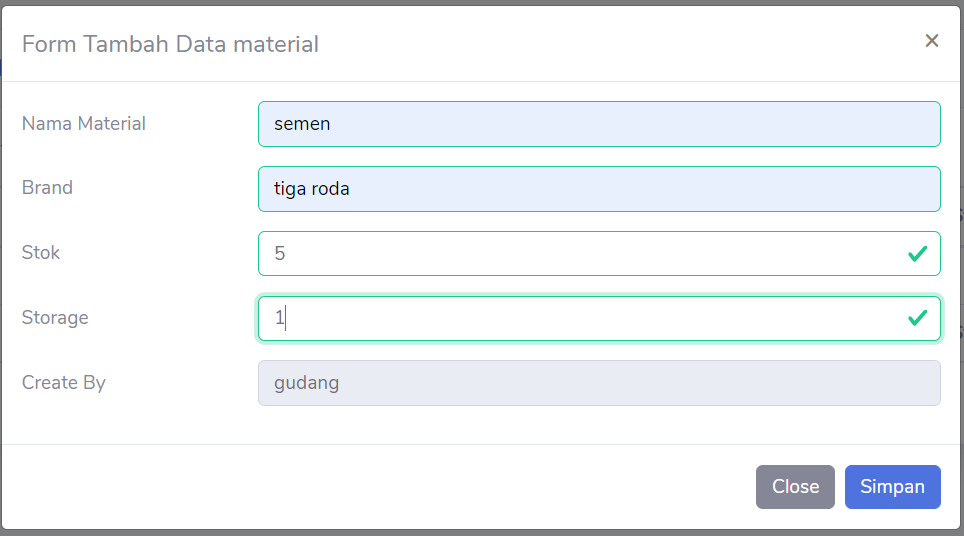 Form Tambah Data material ×
Nama Material semen
Brand tiga roda
Stok 5
Storage 1
Create By gudang
Close Simpan